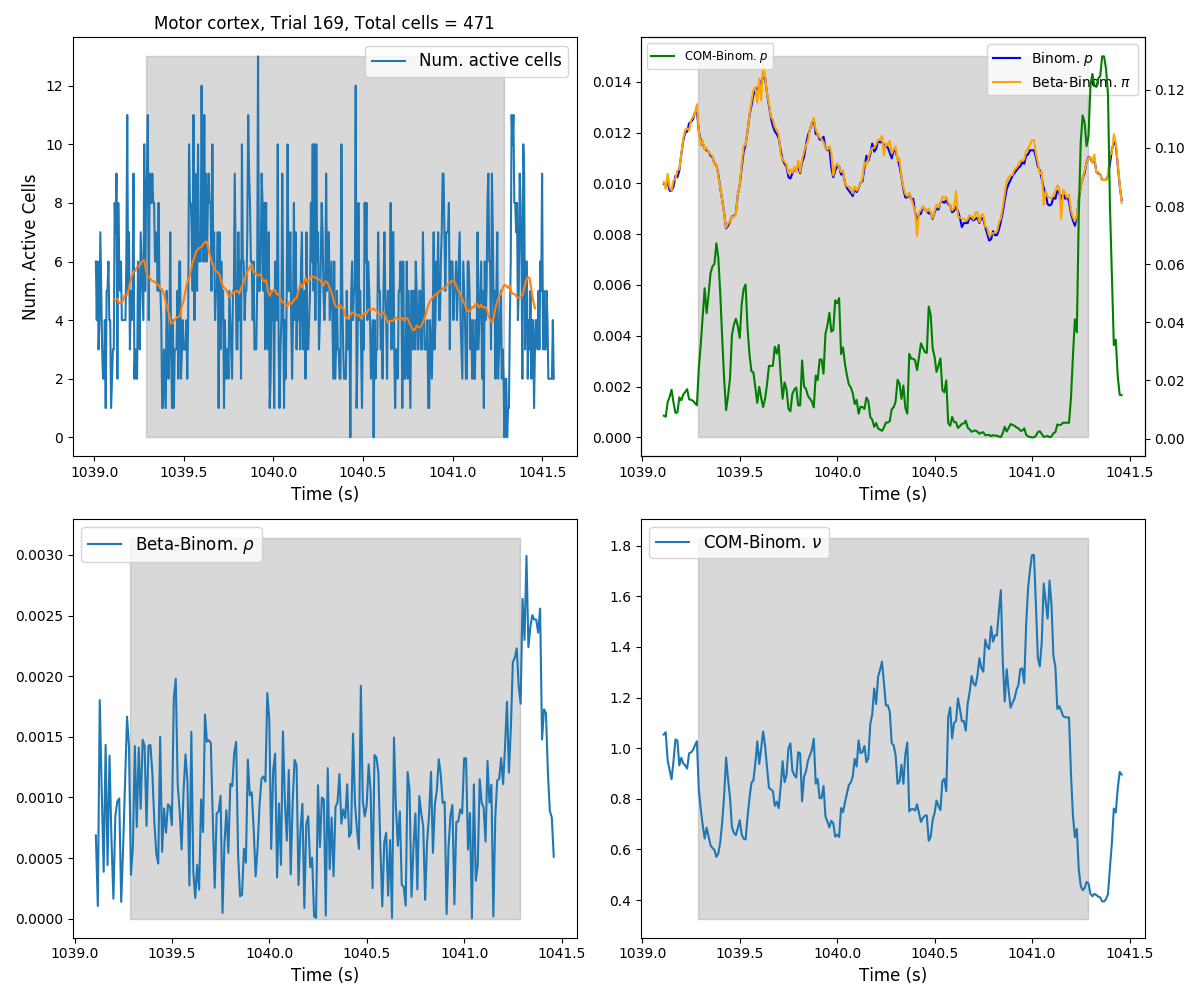 Motor cortex, Trial 169, Total cells = 471
Num. active cells
Num. Active Cells
0
2
4
6
8
10
12
1039.0 1039.5 1040.0 1040.5 1041.0 1041.5
Time (s)
COM-Binom. p
Binom. p
Beta-Binom. π
0.014
0.012
0.010
0.008
0.006
0.004
0.002
0.000
0.12
0.10
0.08
0.06
0.04
0.02
0.00
1039.0 1039.5 1040.0 1040.5 1041.0 1041.5
Time (s)
Beta-Binom. ρ
0.0030
0.0025
0.0020
0.0015
0.0010
0.0005
0.0000
1039.0 1039.5 1040.0 1040.5 1041.0 1041.5
Time (s)
COM-Binom. ν
1.8
1.6
1.4
1.2
1.0
0.8
0.6
0.4
1039.0 1039.5 1040.0 1040.5 1041.0 1041.5
Time (s)